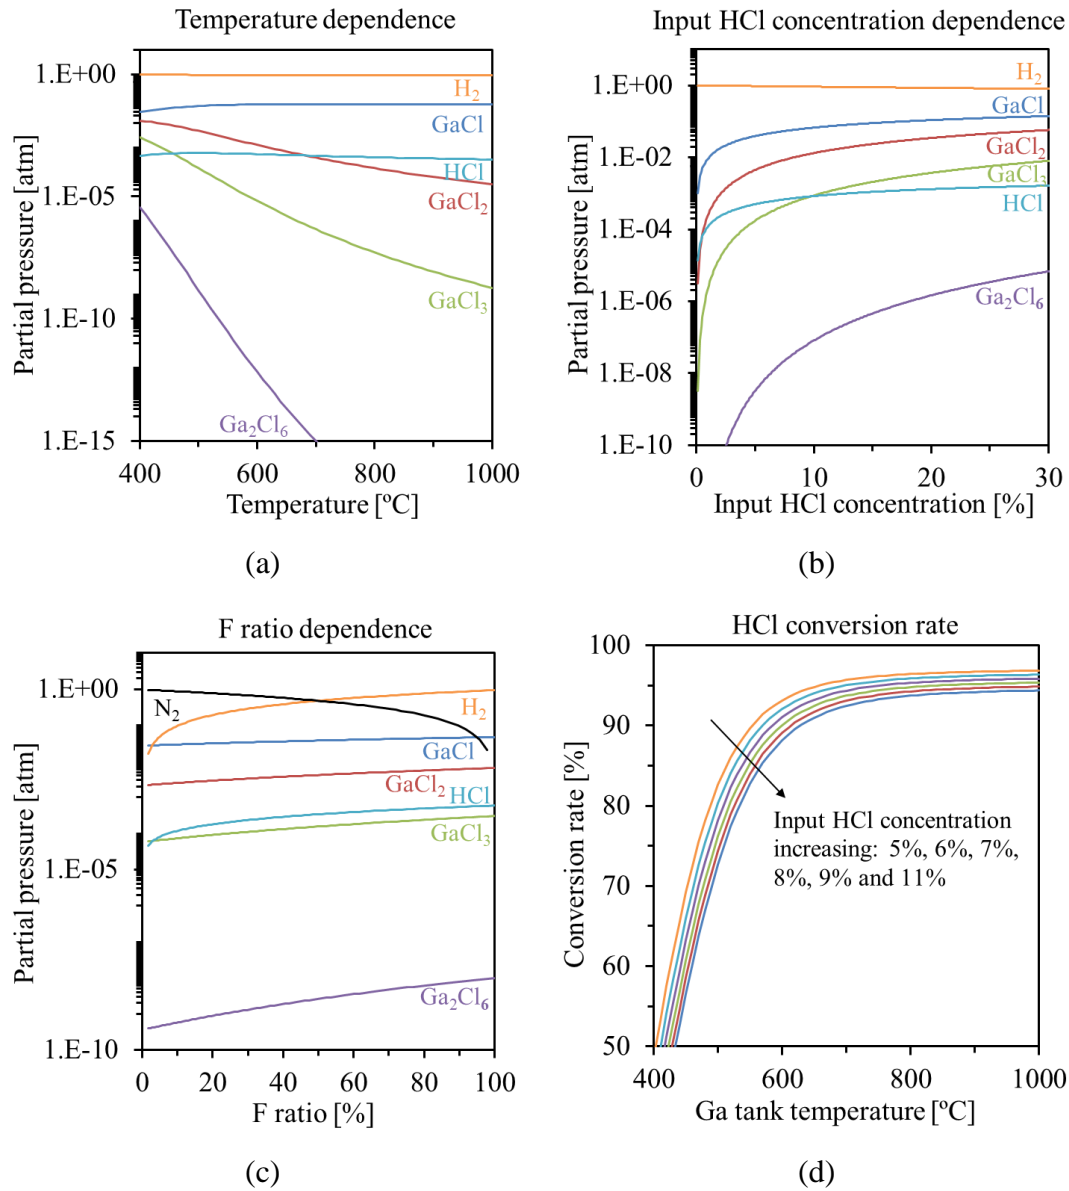 Temperature dependence
1.E+00
1.E-05
1.E-10
1.E-15
Partial pressure [atm]
H₂
GaCl
HCl
GaCl₂
GaCl₃
Ga₂Cl₆
400 600 800 1000
Temperature [ºC]
(a)
Input HCl concentration dependence
1.E+00
1.E-02
1.E-04
1.E-06
1.E-08
1.E-10
Partial pressure [atm]
H₂
GaCl
GaCl₂
GaCl₃
HCl
Ga₂Cl₆
0 10 20 30
Input HCl concentration [%]
(b)
F ratio dependence
1.E+00
1.E-05
1.E-10
Partial pressure [atm]
N₂
H₂
GaCl
GaCl₂
HCl
GaCl₃
Ga₂Cl₆
0 20 40 60 80 100
F ratio [%]
(c)
HCl conversion rate
100
90
80
70
60
50
Conversion rate [%]
Input HCl concentration
increasing: 5%, 6%, 7%,
8%, 9% and 11%
400 600 800 1000
Ga tank temperature [ºC]
(d)